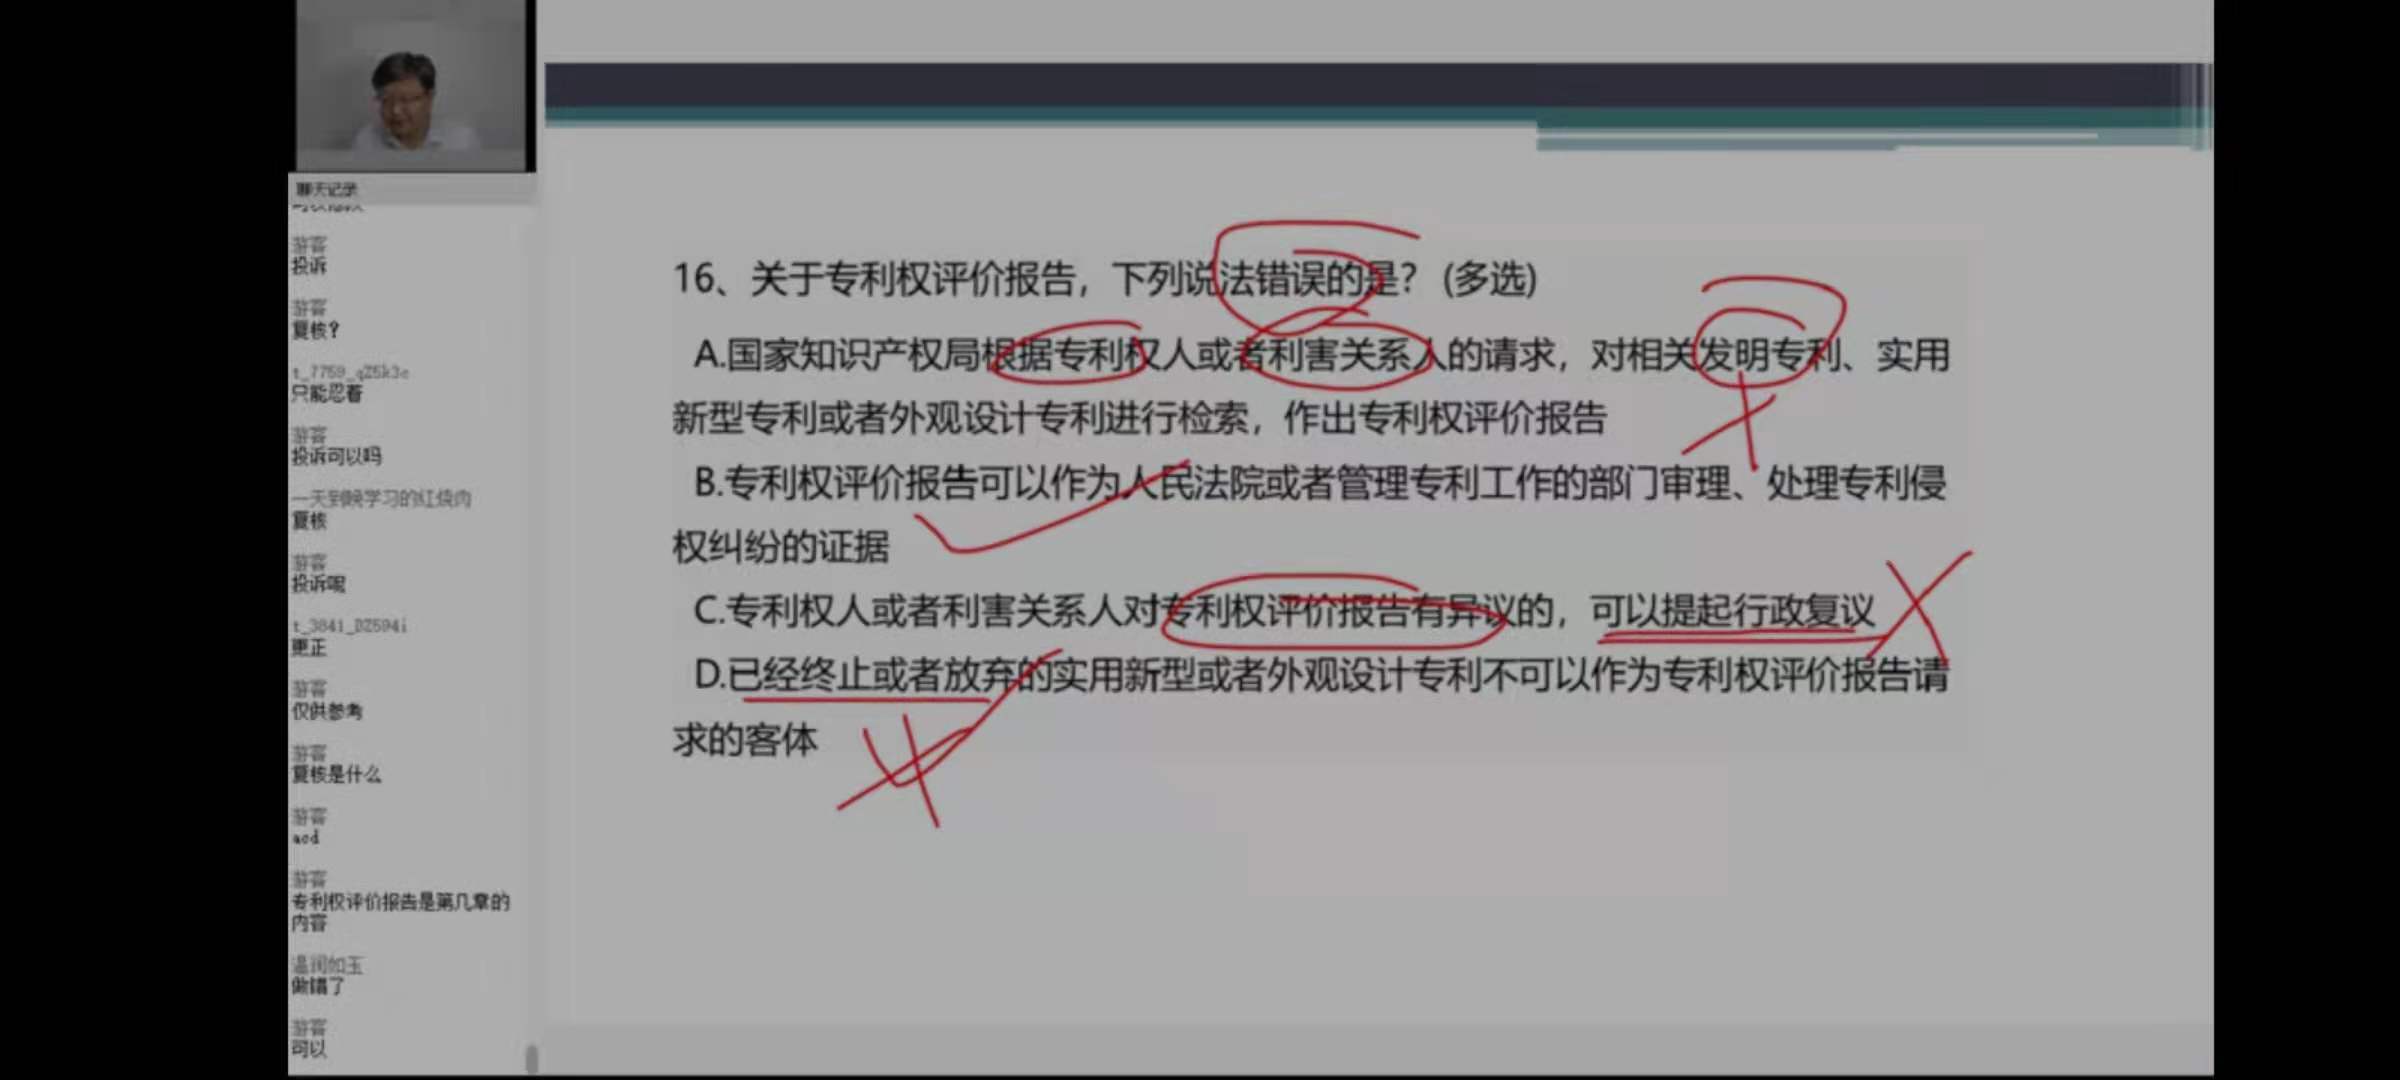 聊天记录
游客
投诉
游客
复核?
t_7759_qZ5k3c
只能忍着
游客
投诉可以吗
一天到晚学习的红烧肉
复核
游客
投诉呢
t_3841_DZ594i
更正
游客
仅供参考
游客
复核是什么
游客
acd
游客
专利权评价报告是第几章的
内容
温润如玉
做错了
游客
可以
16、关于专利权评价报告，下列说法错误的是？(多选)
A.国家知识产权局根据专利权人或者利害关系人的请求，对相关发明专利、实用
新型专利或者外观设计专利进行检索，作出专利权评价报告
B.专利权评价报告可以作为人民法院或者管理专利工作的部门审理、处理专利侵
权纠纷的证据
C.专利权人或者利害关系人对专利权评价报告有异议的，可以提起行政复议
D.已经终止或者放弃的实用新型或者外观设计专利不可以作为专利权评价报告请
求的客体